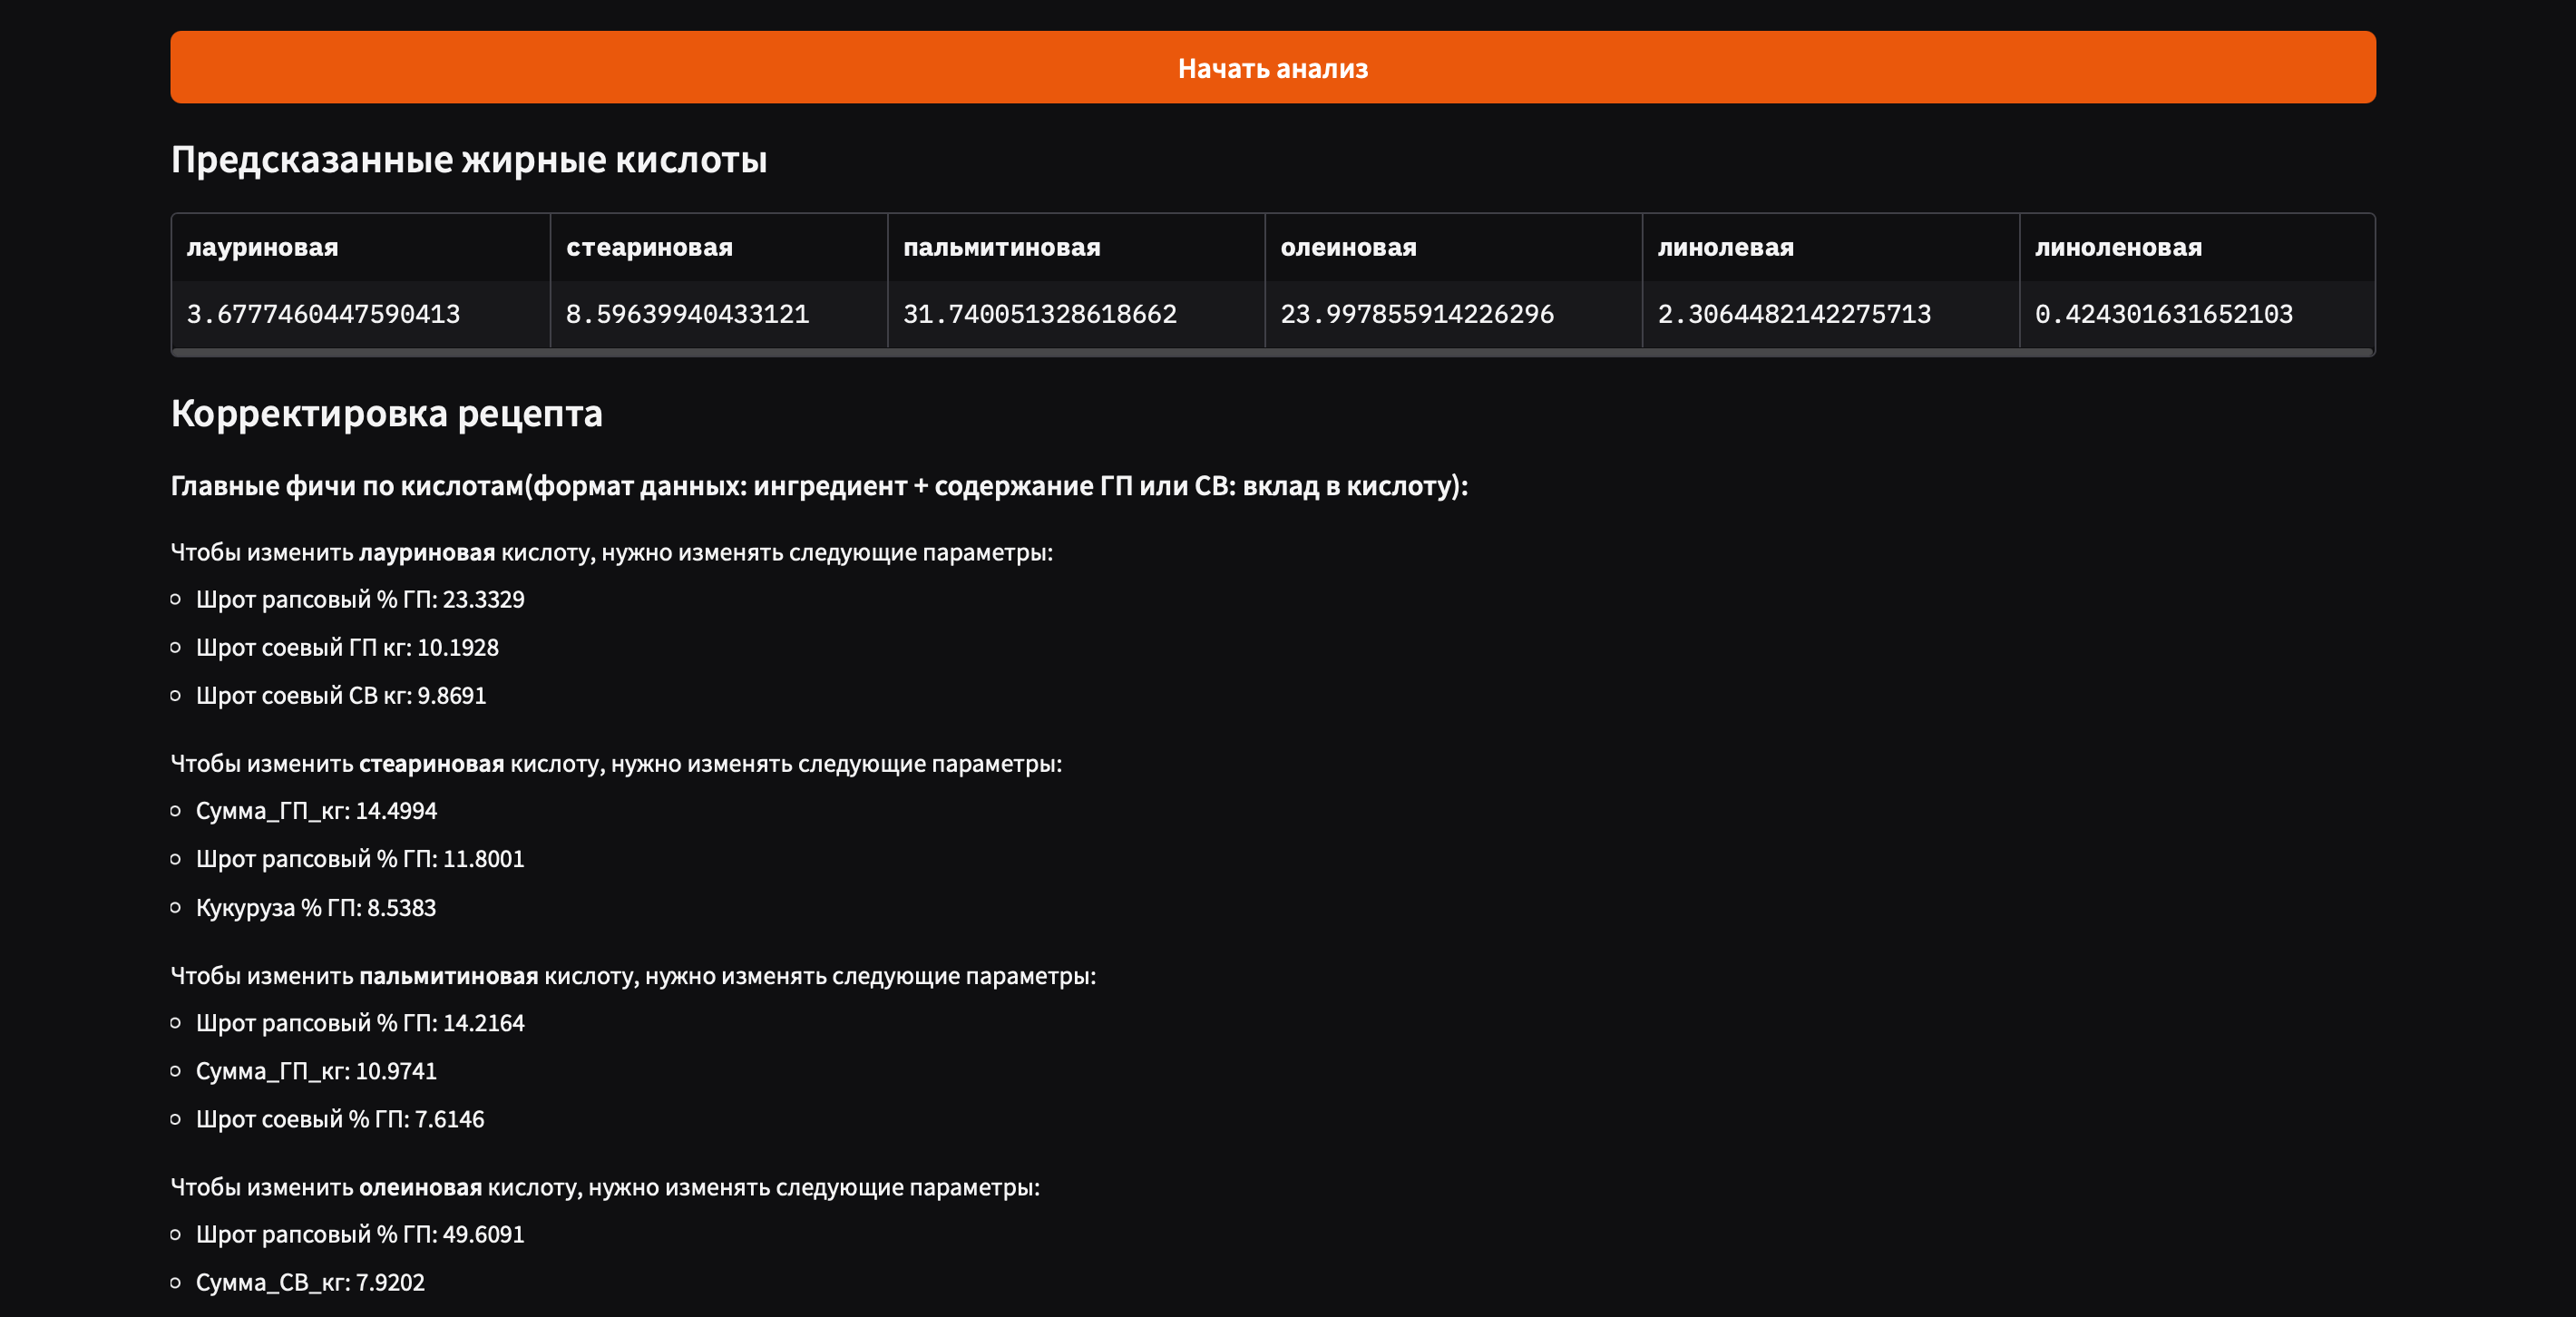 Начать анализ
Предсказанные жирные кислоты
лауриновая стеариновая пальмитиновая олеиновая линолевая линоленовая
3.6777460447590413 8.59639940433121 31.740051328618662 23.997855914226296 2.3064482142275713 0.424301631652103
Корректировка рецепта
Главные фичи по кислотам(формат данных: ингредиент + содержание ГП или СВ: вклад в кислоту):
Чтобы изменить лауриновая кислоту, нужно изменять следующие параметры:
Шрот рапсовый % ГП: 23.3329
Шрот соевый ГП кг: 10.1928
Шрот соевый СВ кг: 9.8691
Чтобы изменить стеариновая кислоту, нужно изменять следующие параметры:
Сумма_ГП_кг: 14.4994
Шрот рапсовый % ГП: 11.8001
Кукуруза % ГП: 8.5383
Чтобы изменить пальмитиновая кислоту, нужно изменять следующие параметры:
Шрот рапсовый % ГП: 14.2164
Сумма_ГП_кг: 10.9741
Шрот соевый % ГП: 7.6146
Чтобы изменить олеиновая кислоту, нужно изменять следующие параметры:
Шрот рапсовый % ГП: 49.6091
Сумма_СВ_кг: 7.9202